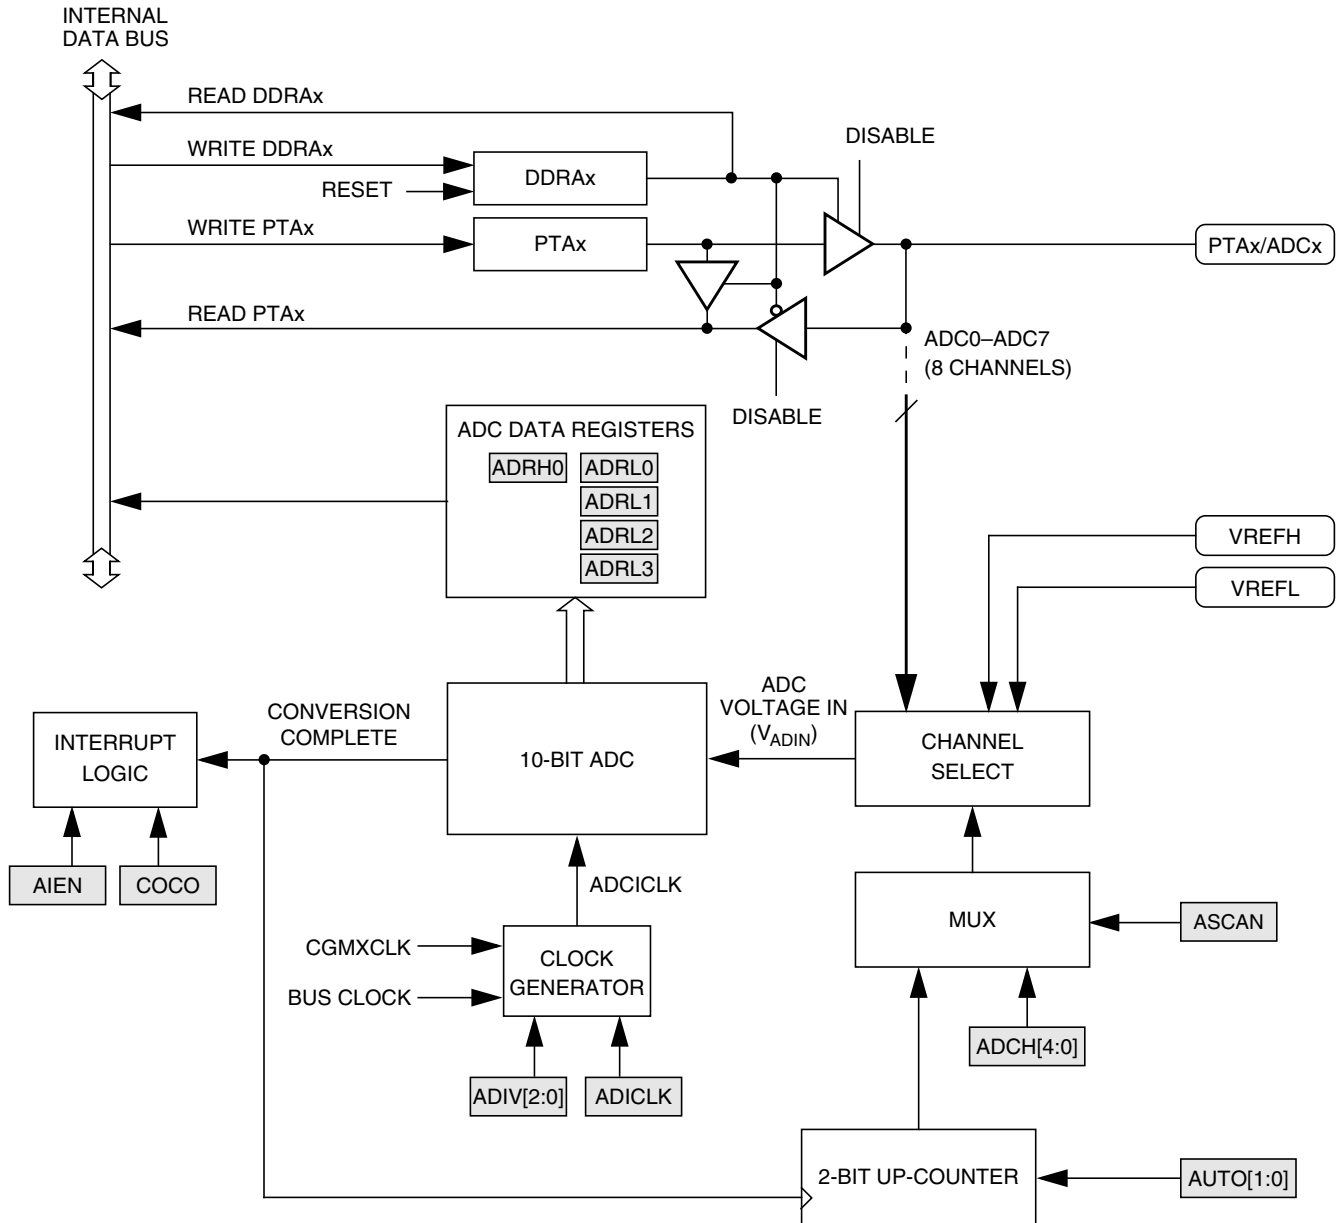 INTERNAL
DATA BUS
READ DDRAx
DISABLE
WRITE DDRAx
DDRAx
RESET
WRITE PTAx
PTAx
PTAx/ADCx
READ PTAx
ADC0–ADC7
(8 CHANNELS)
DISABLE
ADC DATA REGISTERS
ADRH0 ADRL0
ADRL1
ADRL2
ADRL3
VREFH
VREFL
ADC
VOLTAGE IN
(VADIN)
CONVERSION
COMPLETE
INTERRUPT
LOGIC
10-BIT ADC
CHANNEL
SELECT
AIEN
COCO
ADCICLK
MUX
ASCAN
CGMXCLK
CLOCK
GENERATOR
BUS CLOCK
ADCH[4:0]
ADIV[2:0]
ADICLK
2-BIT UP-COUNTER
AUTO[1:0]